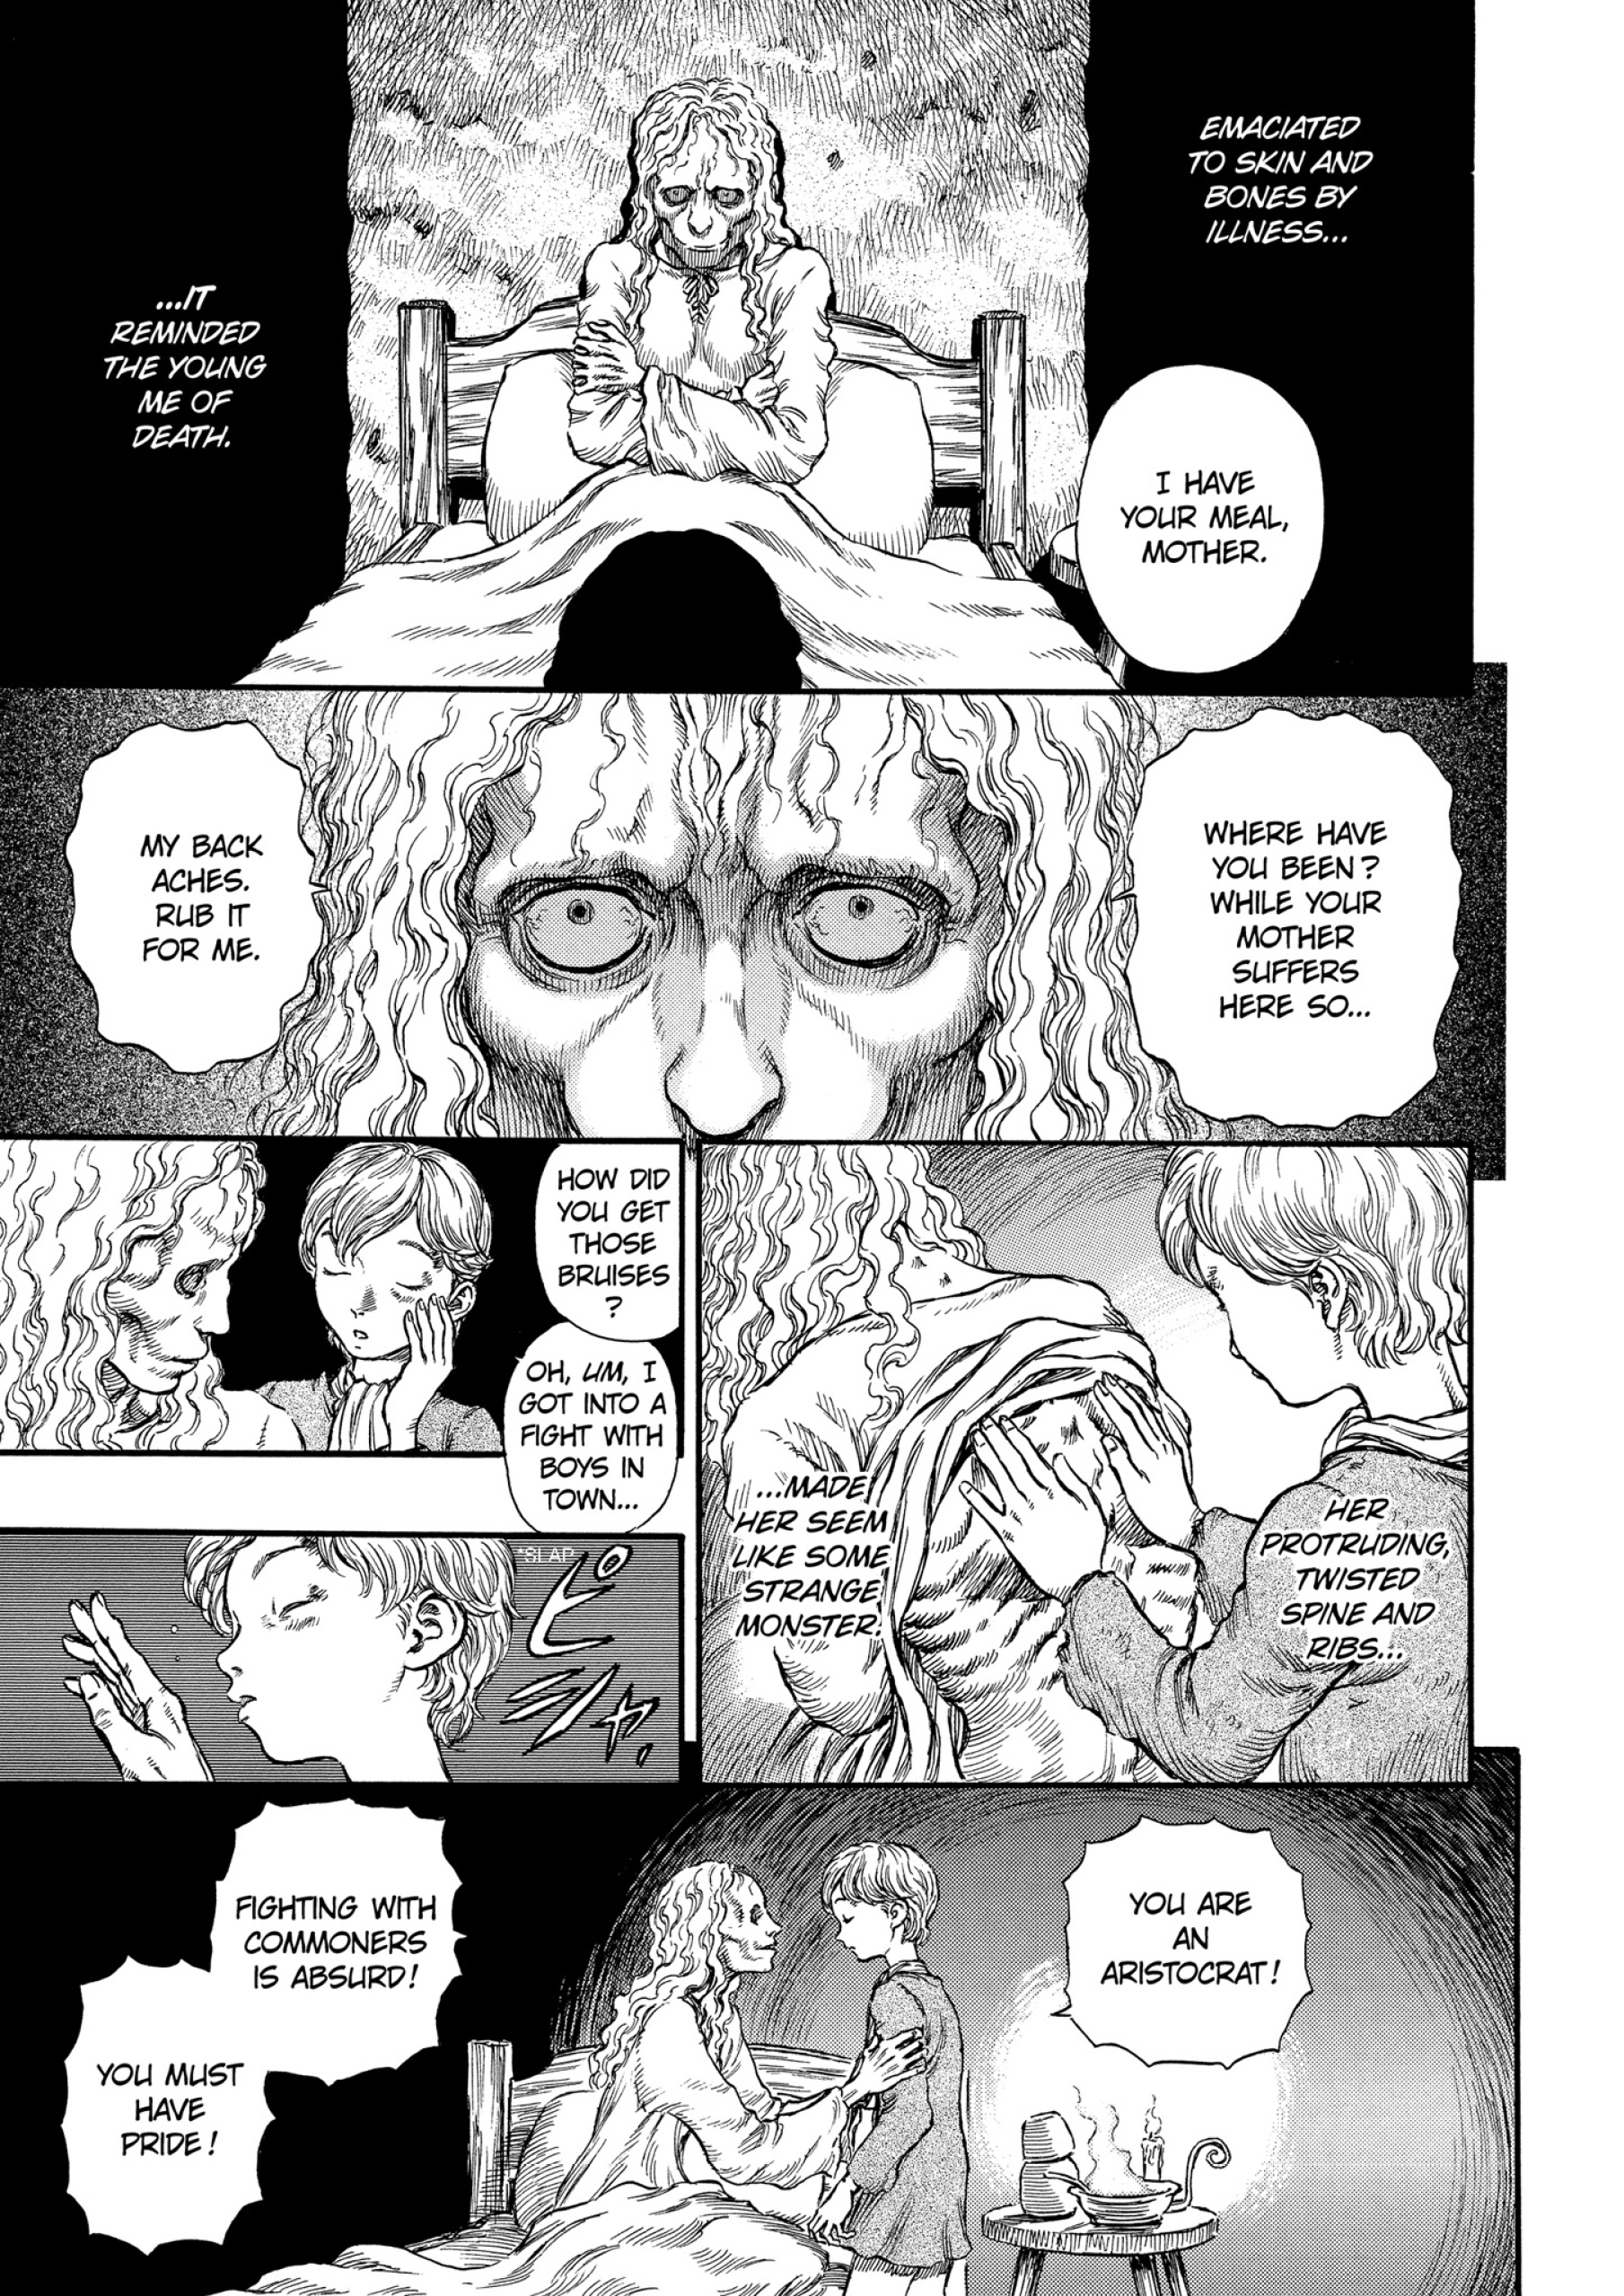 EMACIATED
TO SKIN AND
BONES BY
ILLNESS...
...IT
REMINDED
THE YOUNG
ME OF
DEATH.
I HAVE
YOUR MEAL,
MOTHER.
WHERE HAVE
YOU BEEN?
WHILE YOUR
MOTHER
SUFFERS
HERE SO...
MY BACK
ACHES.
RUB IT
FOR ME.
HER
PROTRUDING,
TWISTED
SPINE AND
RIBS...
...MADE
HER SEEM
LIKE SOME
STRANGE
MONSTER.
HOW DID
YOU GET
THOSE
BRUISES
?
OH, UM, I
GOT INTO A
FIGHT WITH
BOYS IN
TOWN...
*SLAP
ピシャ
YOU ARE
AN
ARISTOCRAT!
FIGHTING WITH
COMMONERS
IS ABSURD!
YOU MUST
HAVE
PRIDE!